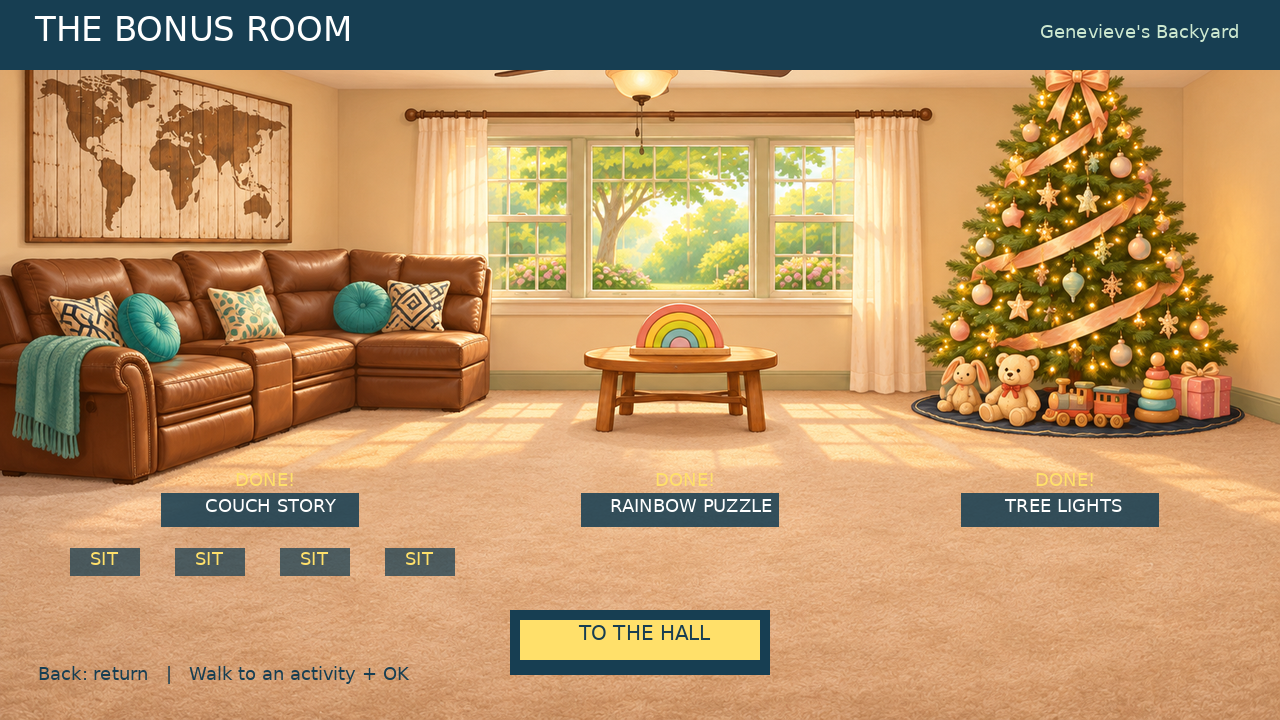 THE BONUS ROOM
Genevieve's Backyard
DONE!
COUCH STORY
DONE!
RAINBOW PUZZLE
DONE!
TREE LIGHTS
SIT
SIT
SIT
SIT
TO THE HALL
Back: return | Walk to an activity + OK